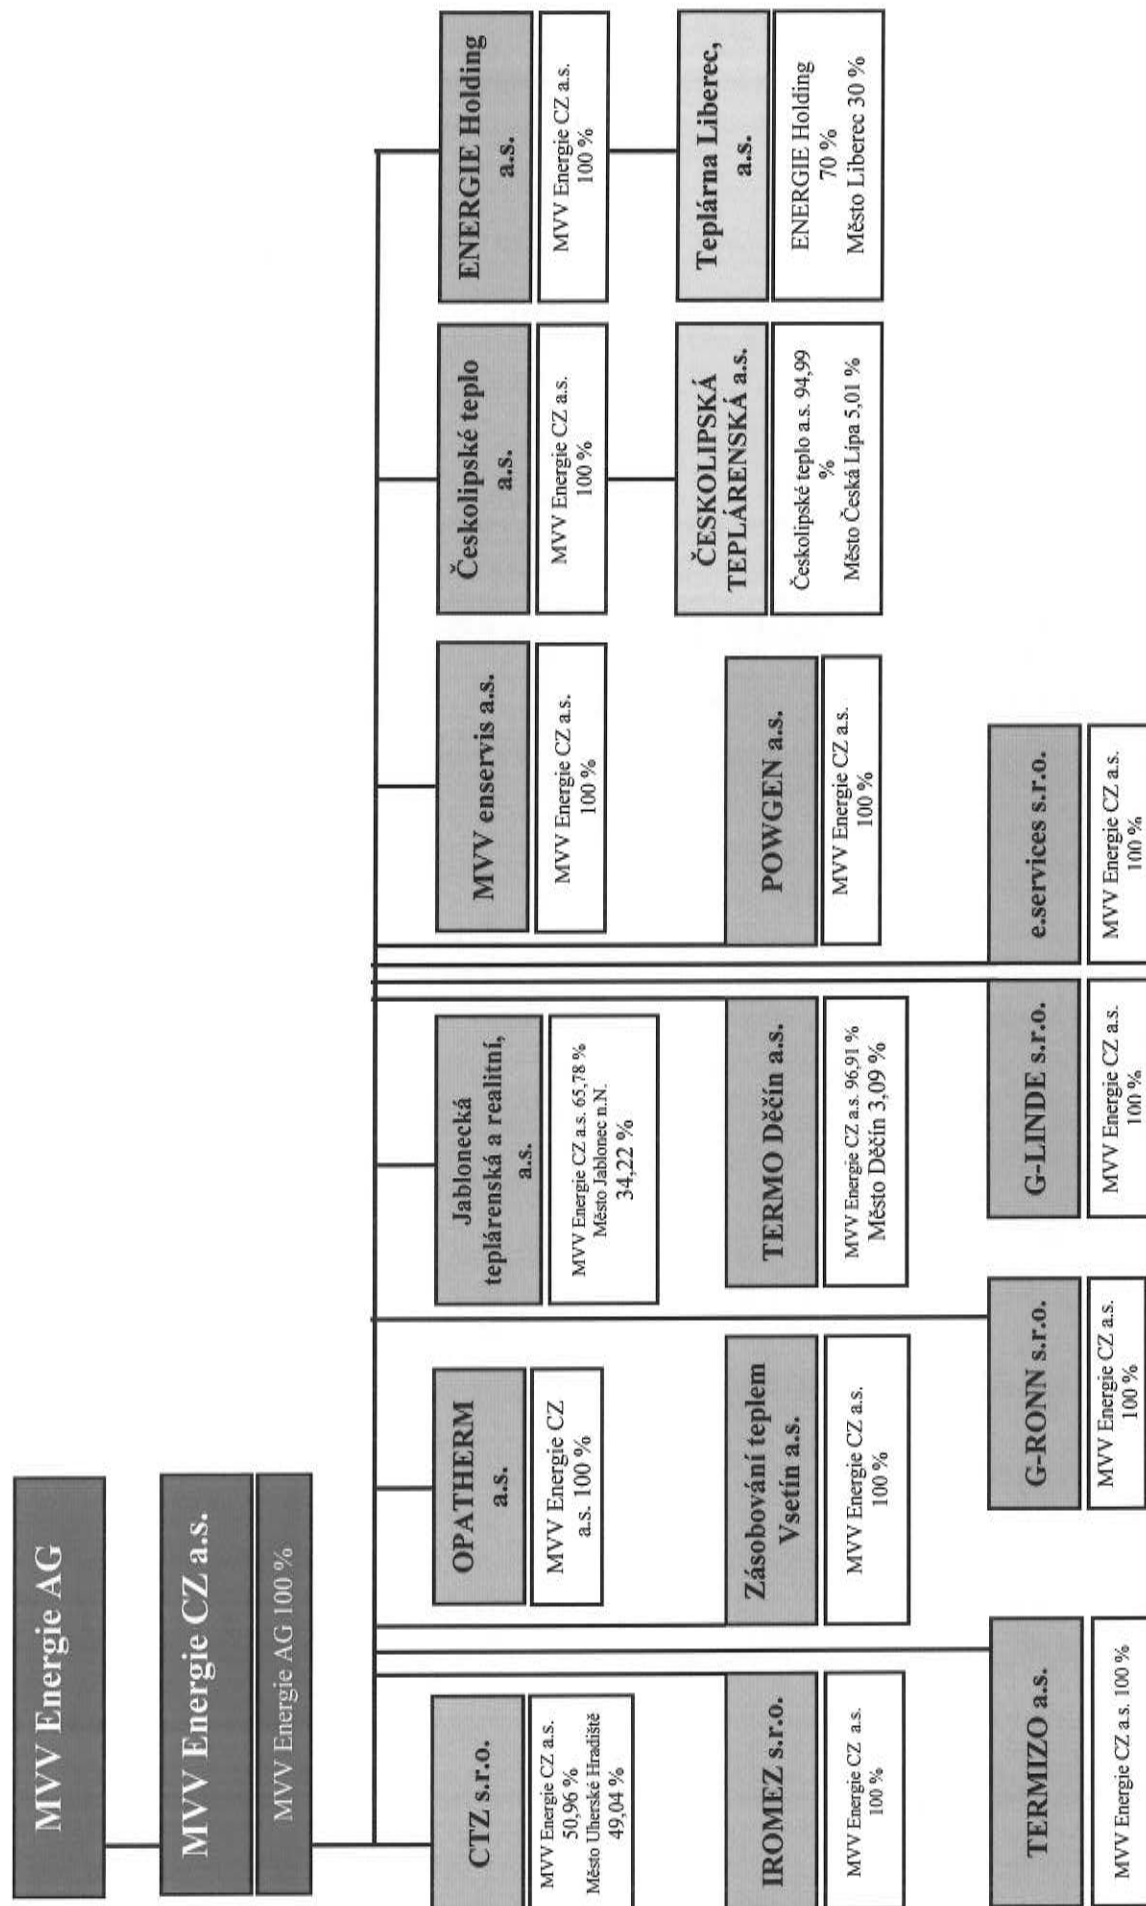 MVV Energie AG
MVV Energie CZ a.s.
MVV Energie AG 100 %
CTZ s.r.o.
MVV Energie CZ a.s.
50,96 %
Město Uherské Hradiště
49,04 %
OPATHERM
a.s.
MVV Energie CZ
a.s. 100 %
Jablonecká
teplárenská a realitní,
a.s.
MVV Energie CZ a.s. 65,78 %
Město Jablonec n.N.
34,22 %
MVV enservis a.s.
MVV Energie CZ a.s.
100 %
Českolipské teplo
a.s.
MVV Energie CZ a.s.
100 %
ENERGIE Holding
a.s.
MVV Energie CZ a.s.
100 %
IROMEZ s.r.o.
MVV Energie CZ a.s.
100 %
Zásobování teplem
Vsetín a.s.
MVV Energie CZ a.s.
100 %
TERMO Děčín a.s.
MVV Energie CZ a.s. 96,91 %
Město Děčín 3,09 %
POWGEN a.s.
MVV Energie CZ a.s.
100 %
ČESKOLIPSKÁ
TEPLÁRENSKÁ a.s.
Českolipské teplo a.s. 94,99
%
Město Česká Lípa 5,01 %
Teplárna Liberec,
a.s.
ENERGIE Holding
70 %
Město Liberec 30 %
TERMIZO a.s.
MVV Energie CZ a.s. 100 %
G-RONN s.r.o.
MVV Energie CZ a.s.
100 %
G-LINDE s.r.o.
MVV Energie CZ a.s.
100 %
e.services s.r.o.
MVV Energie CZ a.s.
100 %